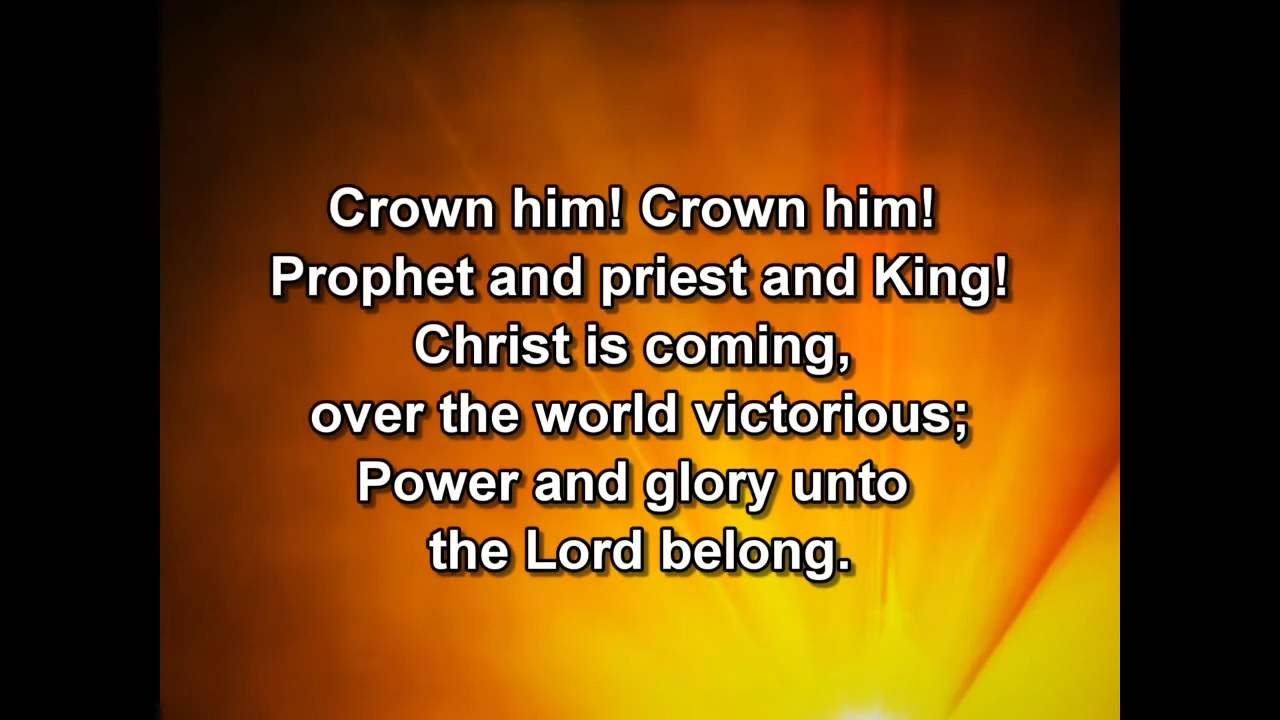 Crown him! Crown him!
Prophet and priest and King!
Christ is coming,
over the world victorious;
Power and glory unto
the Lord belong.